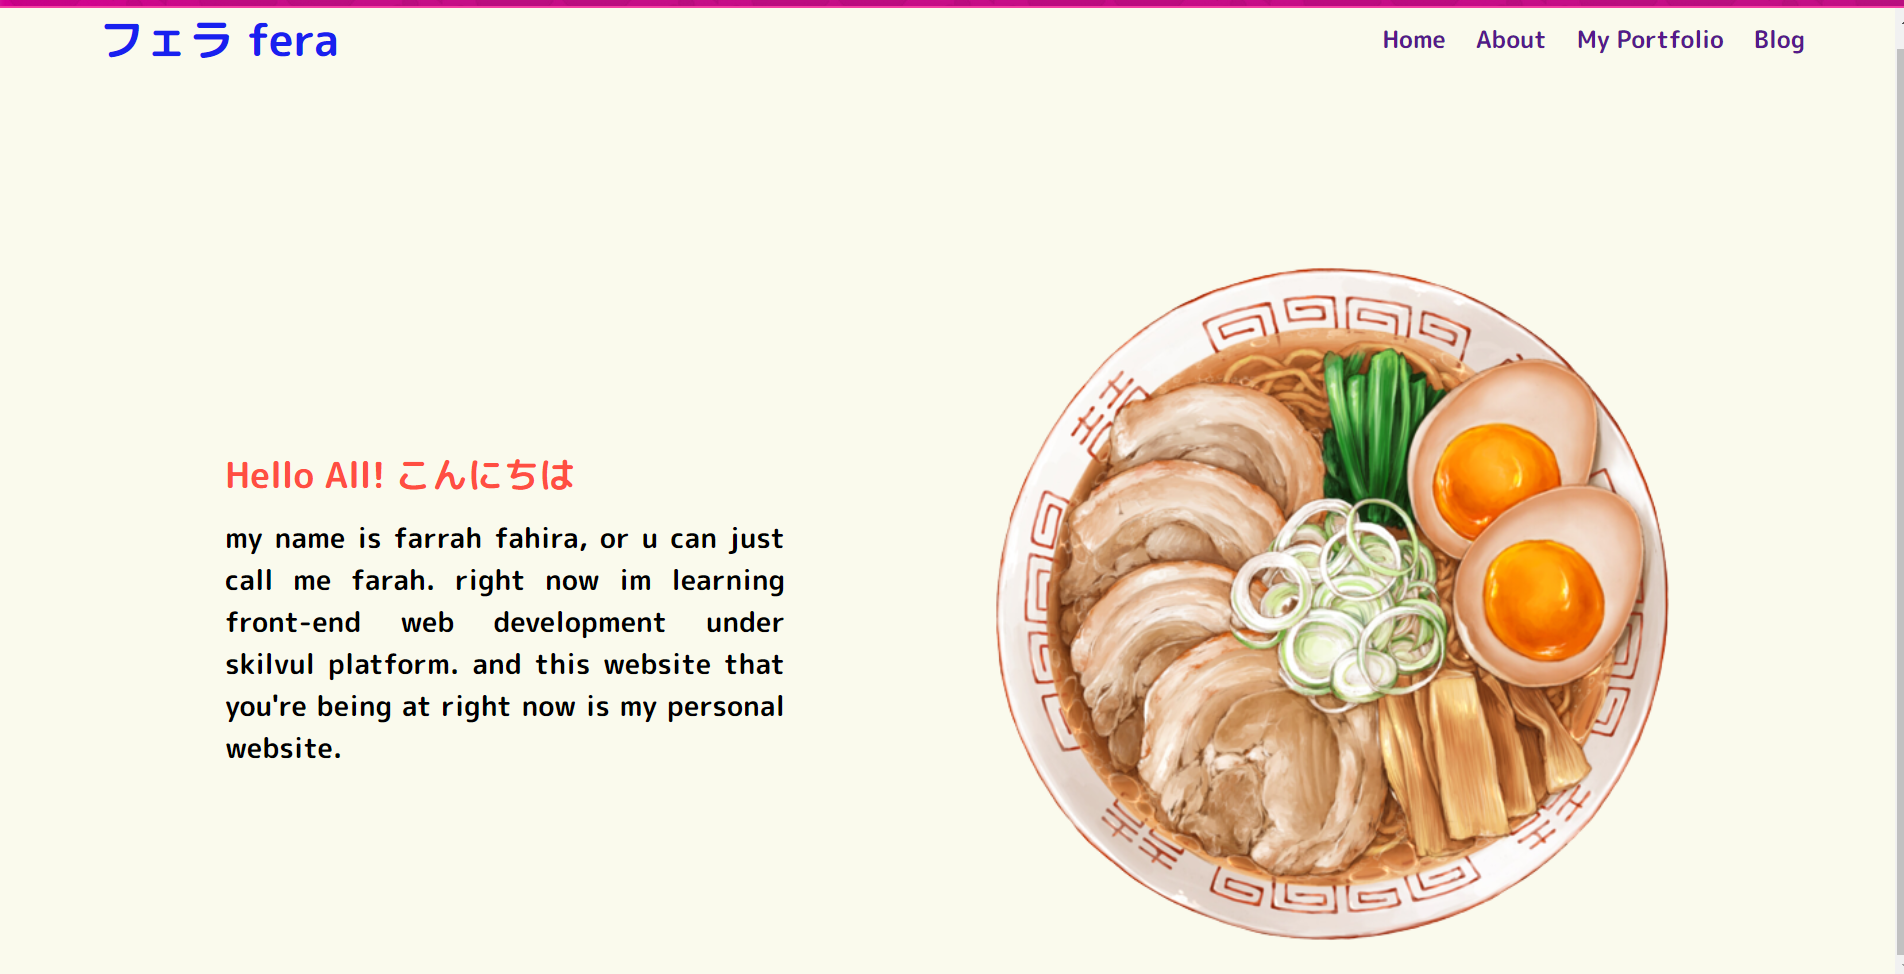 フェラ fera
Home About My Portfolio Blog
Hello All! こんにちは
my name is farrah fahira, or u can just
call me farah. right now im learning
front-end web development under
skilvul platform. and this website that
you're being at right now is my personal
website.